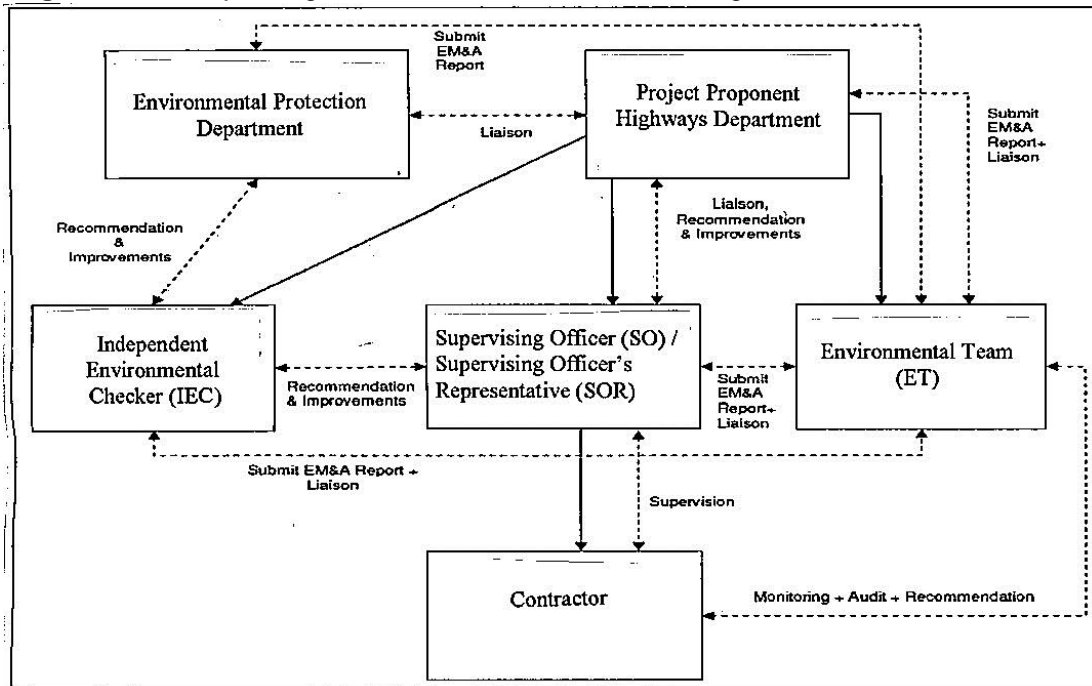 Submit
EM&A
Report
Environmental Protection
Department
Liaison
Project Proponent
Highways Department
Submit
EM&A
Report+
Liaison
Recommendation
&
Improvements
Liaison,
Recommendation
& Improvements
Independent
Environmental
Checker (IEC)
Recommendation
& Improvements
Supervising Officer (SO) /
Supervising Officer's
Representative (SOR)
Submit
EM&A
Report+
Liaison
Environmental Team
(ET)
Submit EM&A Report +
Liaison
Supervision
Contractor
Monitoring + Audit + Recommendation